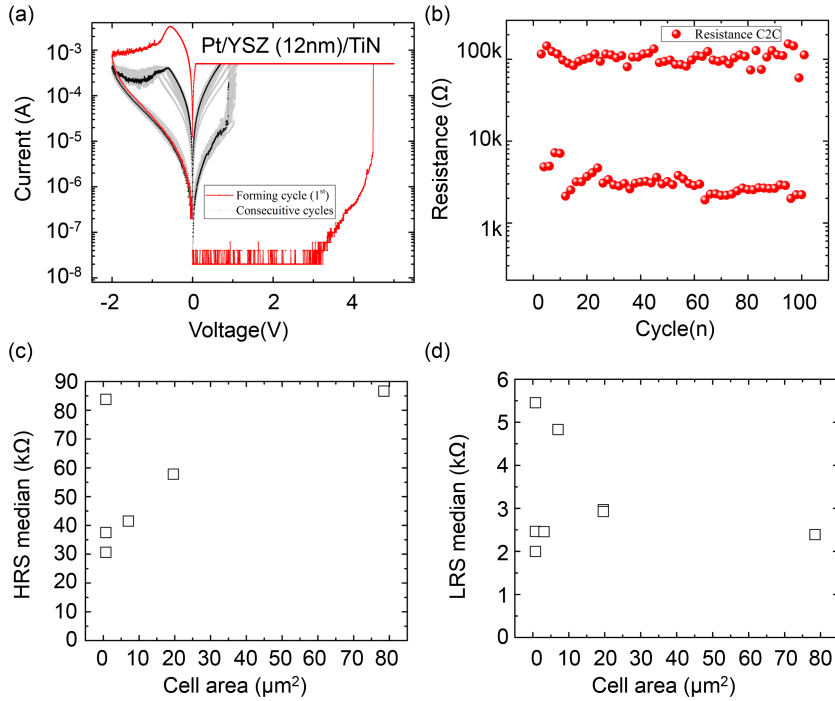 (a)
Pt/YSZ (12nm)/TiN
10⁻³
10⁻⁴
10⁻⁵
10⁻⁶
10⁻⁷
10⁻⁸
Current (A)
Forming cycle (1ˢᵗ)
Consecuitive cycles
-2 0 2 4
Voltage(V)
(b)
Resistance C2C
100k
10k
1k
Resistance (Ω)
0 20 40 60 80 100
Cycle(n)
(c)
90
80
70
60
50
40
30
20
10
0
HRS median (kΩ)
0 10 20 30 40 50 60 70 80
Cell area (µm²)
(d)
6
5
4
3
2
1
0
LRS median (kΩ)
0 10 20 30 40 50 60 70 80
Cell area (µm²)